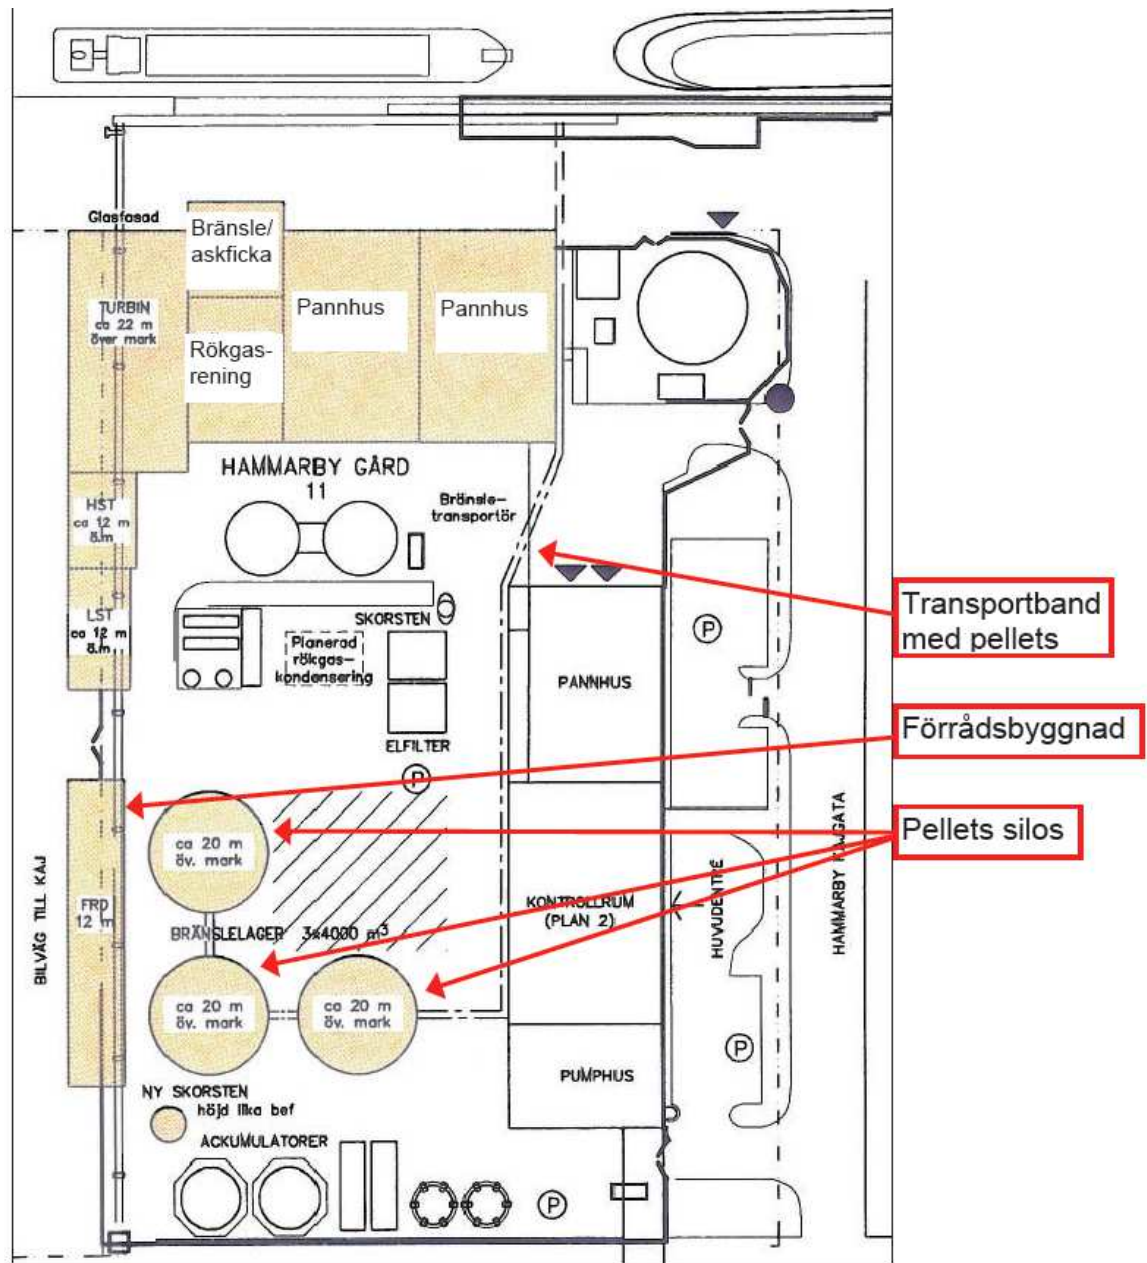 Glasfasad
Bränsle/
askficka
TURBIN
ca 22 m
över mark
Rökgas-
rening
Pannhus
Pannhus
HAMMARBY GÅRD
11
Bränsle-
transportör
HST
ca 12 m
ö.m
LST
ca 12 m
ö.m
SKORSTEN
Planerad
rökgas-
kondensering
ELFILTER
P
PANNHUS
P
Transportband
med pellets
Förrådsbyggnad
Pellets silos
ca 20 m
öv. mark
FRD
12 m
BRÄNSLELAGER 3x4000 m³
KONTROLLRUM
(PLAN 2)
HUVUDENTRÉ
HAMMARBY KAJGATA
BILVÄG TILL KAJ
ca 20 m
öv. mark
ca 20 m
öv. mark
P
PUMPHUS
NY SKORSTEN
höjd lika bef
ACKUMULATORER
P